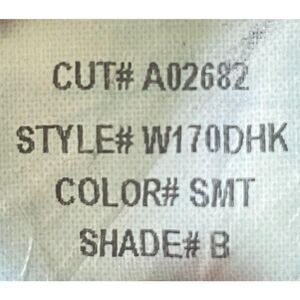 CUT# A02682
STYLE# W170DHK
COLOR# SMT
SHADE# B